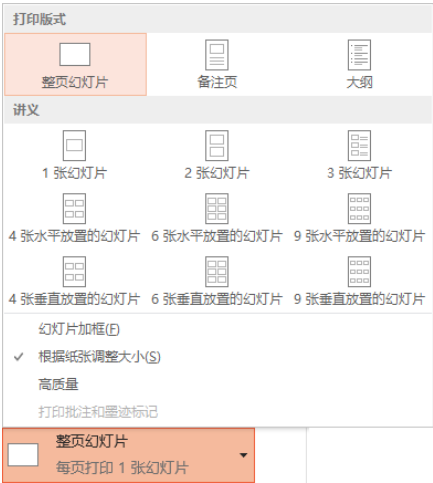 打印版式
整页幻灯片 备注页 大纲
讲义
1 张幻灯片 2 张幻灯片 3 张幻灯片
4 张水平放置的幻灯片 6 张水平放置的幻灯片 9 张水平放置的幻灯片
4 张垂直放置的幻灯片 6 张垂直放置的幻灯片 9 张垂直放置的幻灯片
幻灯片加框(F)
根据纸张调整大小(S)
高质量
打印批注和墨迹标记
整页幻灯片
每页打印 1 张幻灯片